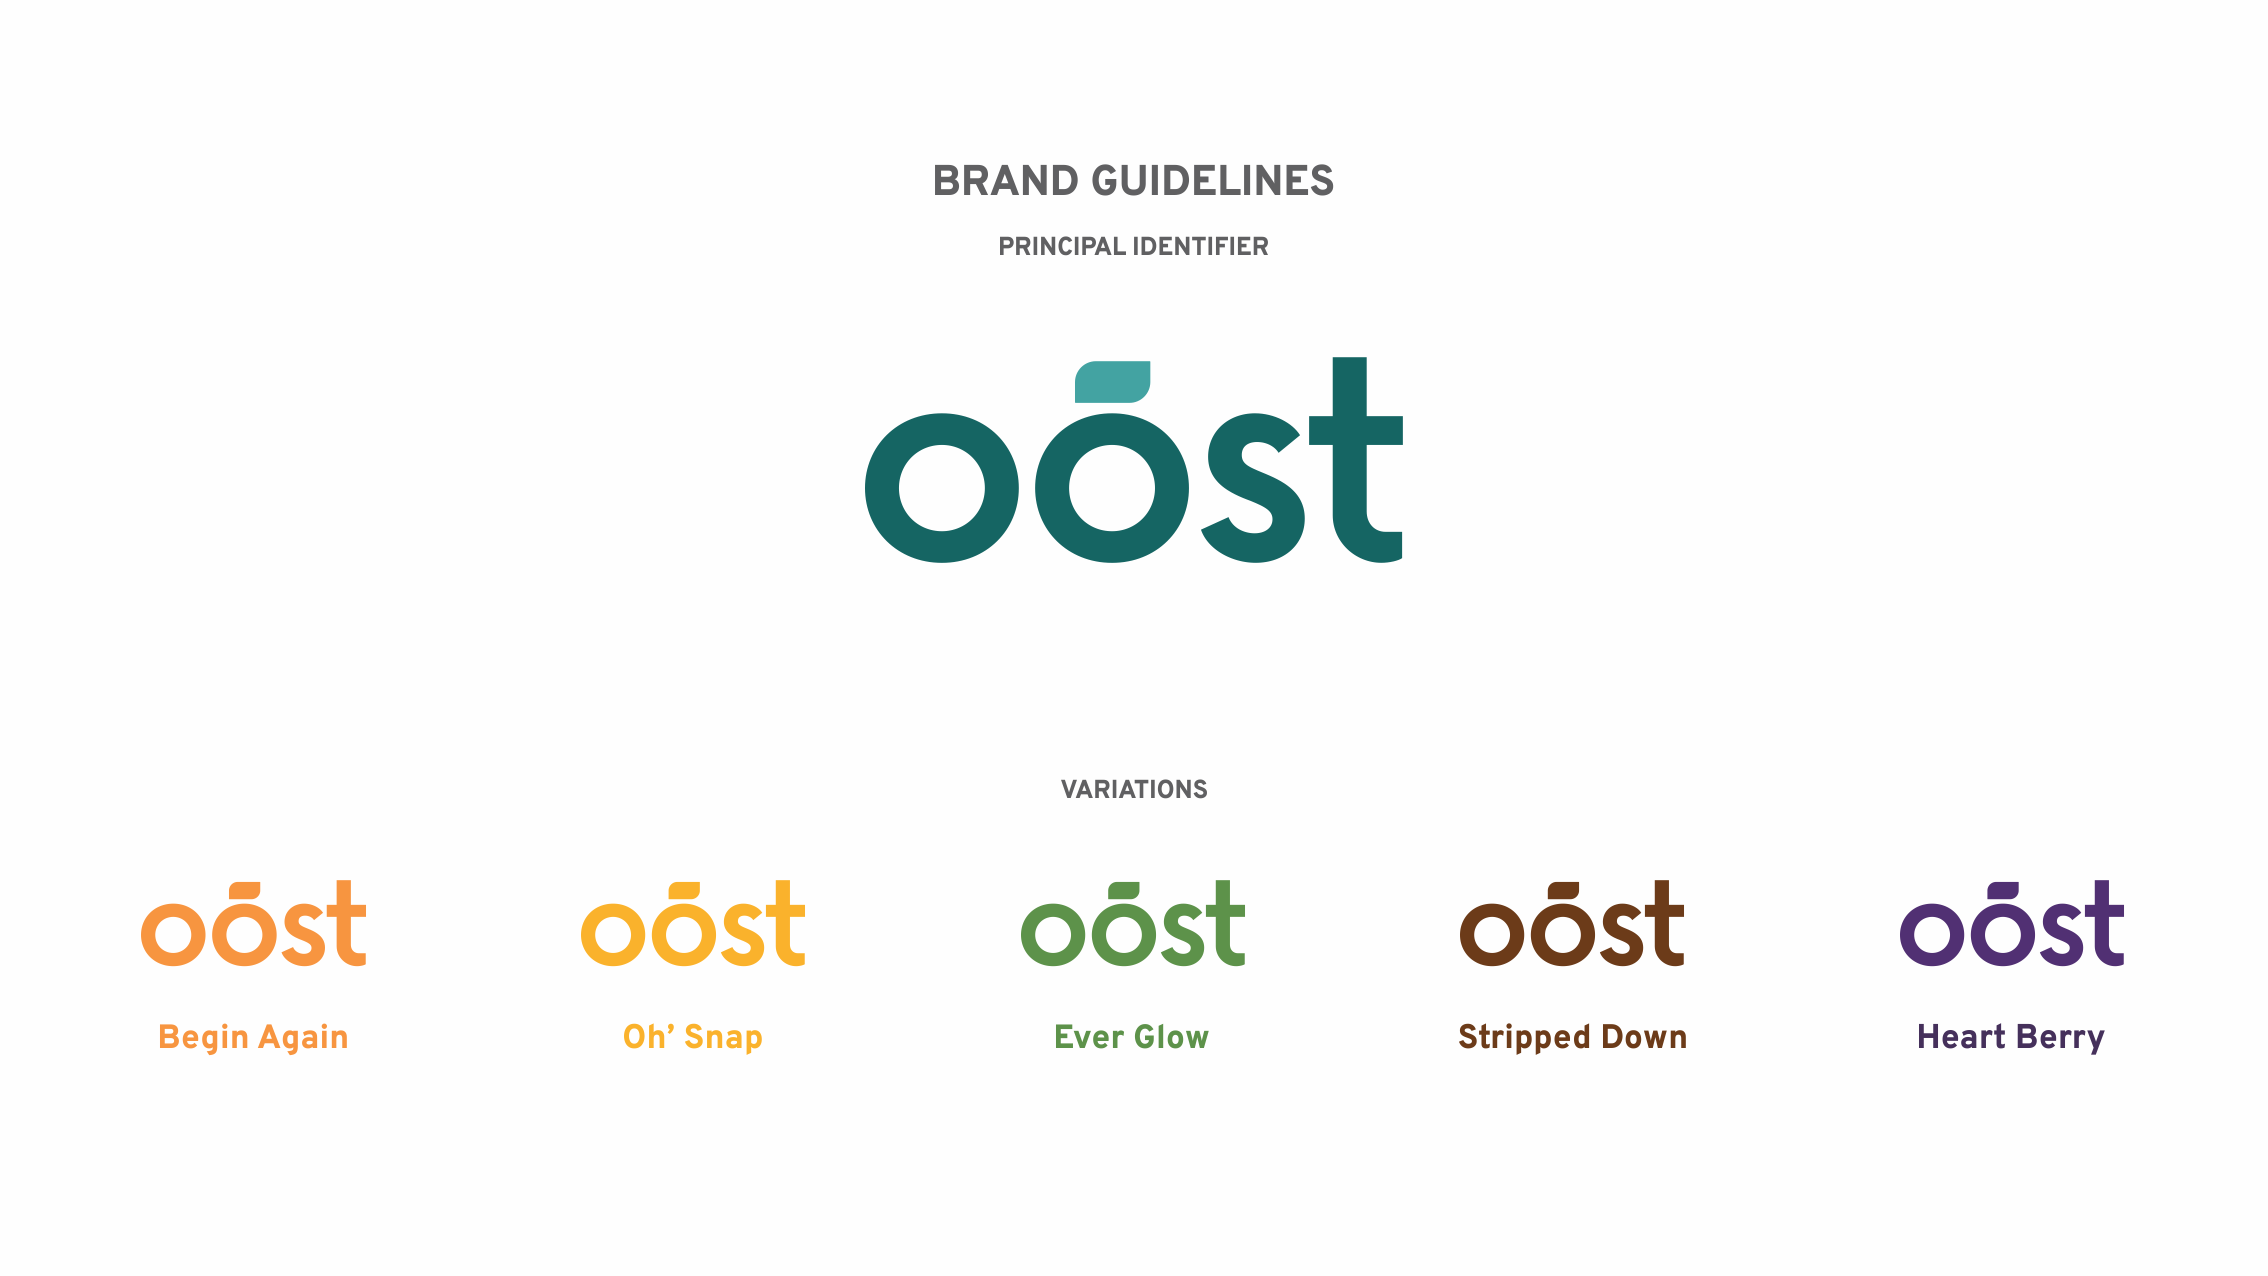 BRAND GUIDELINES
PRINCIPAL IDENTIFIER
oōst
VARIATIONS
oōst oōst oōst oōst oōst
Begin Again Oh’ Snap Ever Glow Stripped Down Heart Berry